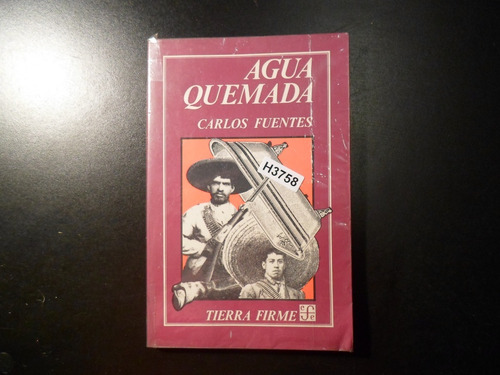 AGUA
QUEMADA
CARLOS FUENTES
H3758
TIERRA FIRME